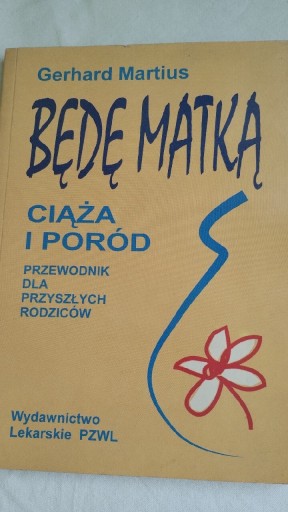 Gerhard Martius
BĘDĘ MATKĄ
CIĄŻA
I PORÓD
PRZEWODNIK
DLA
PRZYSZŁYCH
RODZICÓW
Wydawnictwo
Lekarskie PZWL